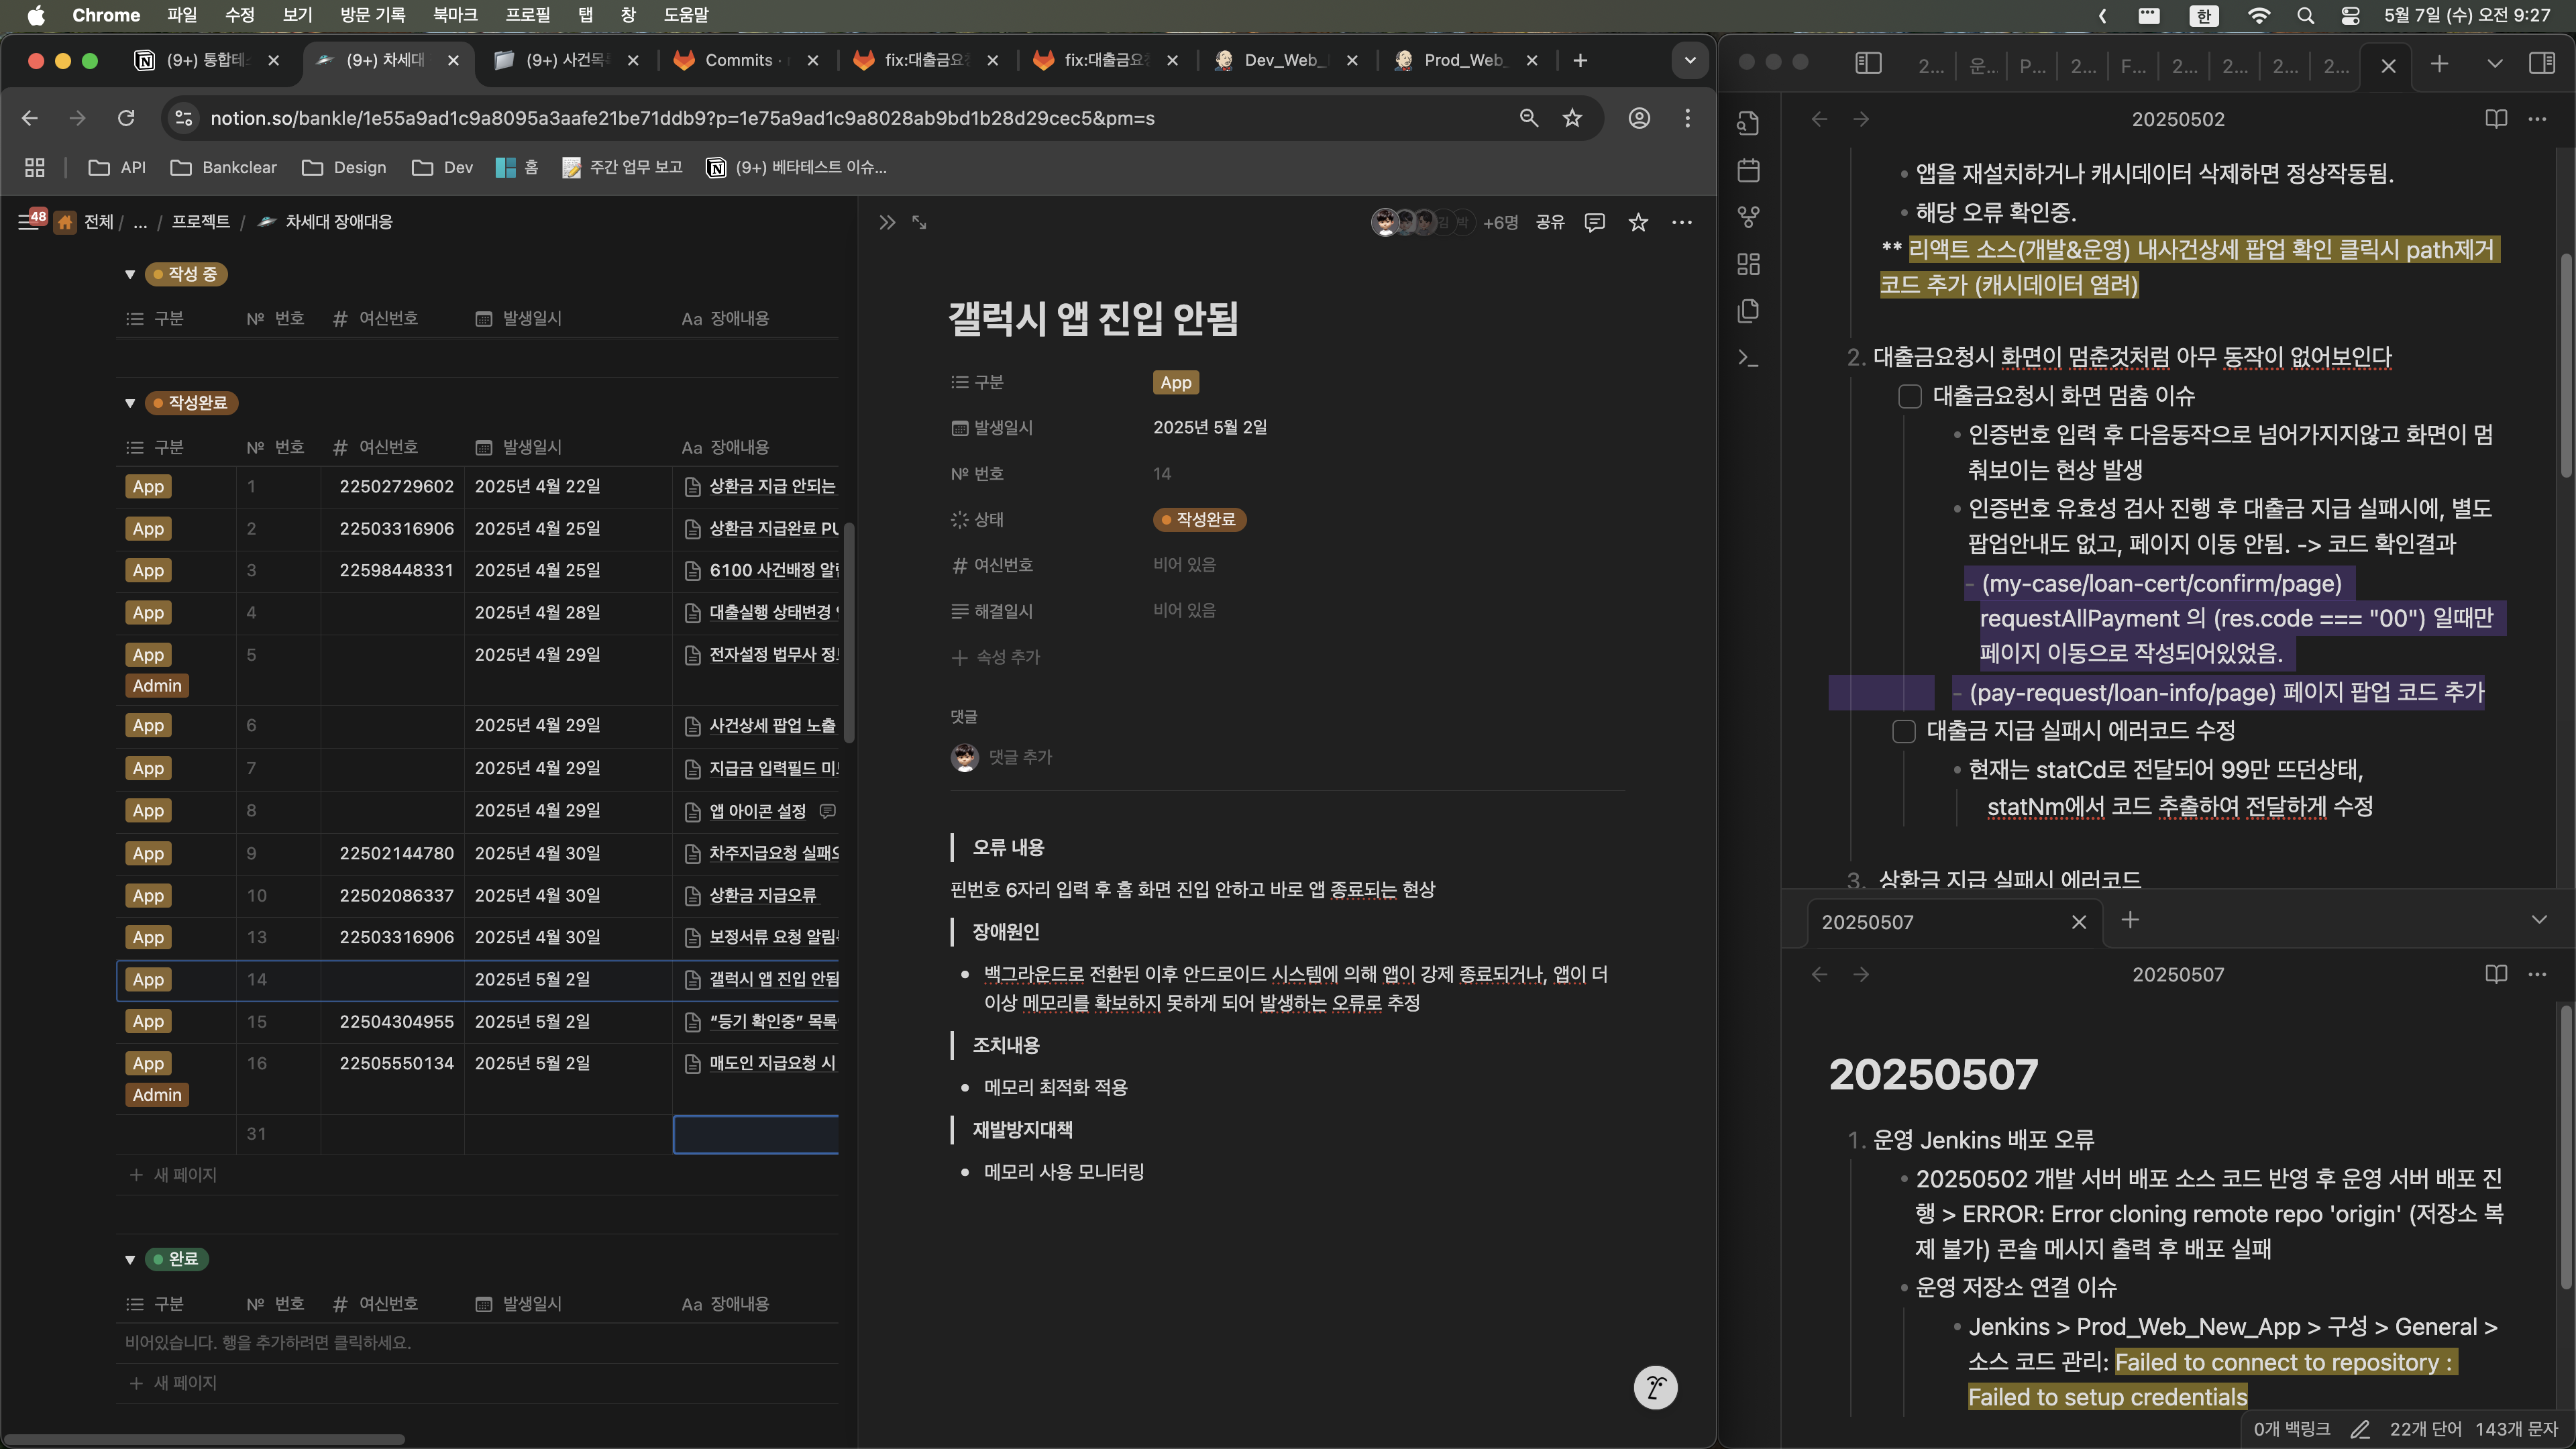 Chrome 파일 수정 보기 방문 기록 북마크 프로필 탭 창 도움말
한 5월 7일 (수) 오전 9:27
(9+) 통합테스
(9+) 차세대
(9+) 사건목
Commits ·
fix:대출금요청
fix:대출금요청
Dev_Web_
Prod_Web_
notion.so/bankle/1e55a9ad1c9a8095a3aafe21be71ddb9?p=1e75a9ad1c9a8028ab9bd1b28d29cec5&pm=s
API Bankclear Design Dev 홈 주간 업무 보고 (9+) 베타테스트 이슈...
48 전체 / ... / 프로젝트 / 차세대 장애대응
작성 중
구분 № 번호 # 여신번호 발생일시 Aa 장애내용
작성완료
구분 № 번호 # 여신번호 발생일시 Aa 장애내용
App 1 22502729602 2025년 4월 22일 상환금 지급 안되는
App 2 22503316906 2025년 4월 25일 상환금 지급완료 PU
App 3 22598448331 2025년 4월 25일 6100 사건배정 알림
App 4 2025년 4월 28일 대출실행 상태변경
App 5 2025년 4월 29일 전자설정 법무사 정보
Admin
App 6 2025년 4월 29일 사건상세 팝업 노출
App 7 2025년 4월 29일 지급금 입력필드 미
App 8 2025년 4월 29일 앱 아이콘 설정
App 9 22502144780 2025년 4월 30일 차주지급요청 실패
App 10 22502086337 2025년 4월 30일 상환금 지급오류
App 13 22503316906 2025년 4월 30일 보정서류 요청 알림
App 14 2025년 5월 2일 갤럭시 앱 진입 안됨
App 15 22504304955 2025년 5월 2일 “등기 확인중” 목록
App 16 22505550134 2025년 5월 2일 매도인 지급요청 시
Admin
31
+ 새 페이지
완료
구분 № 번호 # 여신번호 발생일시 Aa 장애내용
비어있습니다. 행을 추가하려면 클릭하세요.
+ 새 페이지
김 박 +6명 공유
갤럭시 앱 진입 안됨
구분 App
발생일시 2025년 5월 2일
№ 번호 14
상태 작성완료
# 여신번호 비어 있음
해결일시 비어 있음
+ 속성 추가
댓글
댓글 추가
오류 내용
핀번호 6자리 입력 후 홈 화면 진입 안하고 바로 앱 종료되는 현상
장애원인
• 백그라운드로 전환된 이후 안드로이드 시스템에 의해 앱이 강제 종료되거나, 앱이 더
이상 메모리를 확보하지 못하게 되어 발생하는 오류로 추정
조치내용
• 메모리 최적화 적용
재발방지대책
• 메모리 사용 모니터링
2... 운... P... 2... F... 2... 2... 2... 2...
20250502
• 앱을 재설치하거나 캐시데이터 삭제하면 정상작동됨.
• 해당 오류 확인중.
** 리액트 소스(개발&운영) 내사건상세 팝업 확인 클릭시 path제거
코드 추가 (캐시데이터 염려)
2. 대출금요청시 화면이 멈춘것처럼 아무 동작이 없어보인다
대출금요청시 화면 멈춤 이슈
• 인증번호 입력 후 다음동작으로 넘어가지지않고 화면이 멈
춰보이는 현상 발생
• 인증번호 유효성 검사 진행 후 대출금 지급 실패시에, 별도
팝업안내도 없고, 페이지 이동 안됨. -> 코드 확인결과
- (my-case/loan-cert/confirm/page)
requestAllPayment 의 (res.code === "00") 일때만
페이지 이동으로 작성되어있었음.
- (pay-request/loan-info/page) 페이지 팝업 코드 추가
대출금 지급 실패시 에러코드 수정
• 현재는 statCd로 전달되어 99만 뜨던상태,
statNm에서 코드 추출하여 전달하게 수정
3. 상환금 지급 실패시 에러코드
20250507
20250507
20250507
1. 운영 Jenkins 배포 오류
• 20250502 개발 서버 배포 소스 코드 반영 후 운영 서버 배포 진
행 > ERROR: Error cloning remote repo 'origin' (저장소 복
제 불가) 콘솔 메시지 출력 후 배포 실패
• 운영 저장소 연결 이슈
• Jenkins > Prod_Web_New_App > 구성 > General >
소스 코드 관리: Failed to connect to repository :
Failed to setup credentials
0개 백링크 22개 단어 143개 문자